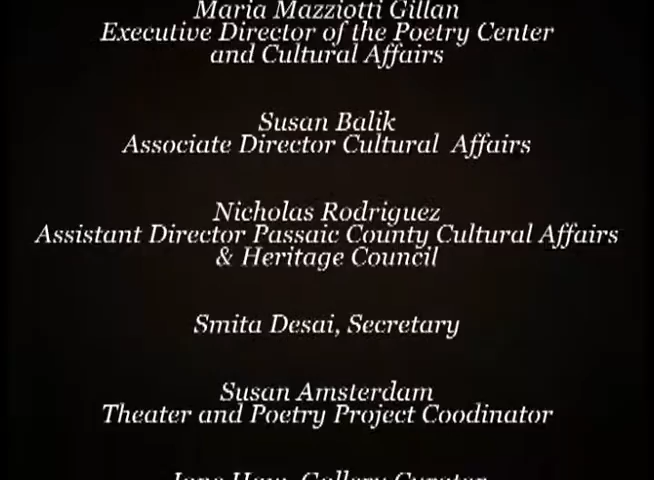 Maria Mazziotti Gillan
Executive Director of the Poetry Center
and Cultural Affairs
Susan Balik
Associate Director Cultural Affairs
Nicholas Rodriguez
Assistant Director Passaic County Cultural Affairs
& Heritage Council
Smita Desai, Secretary
Susan Amsterdam
Theater and Poetry Project Coodinator
Gallery Curator